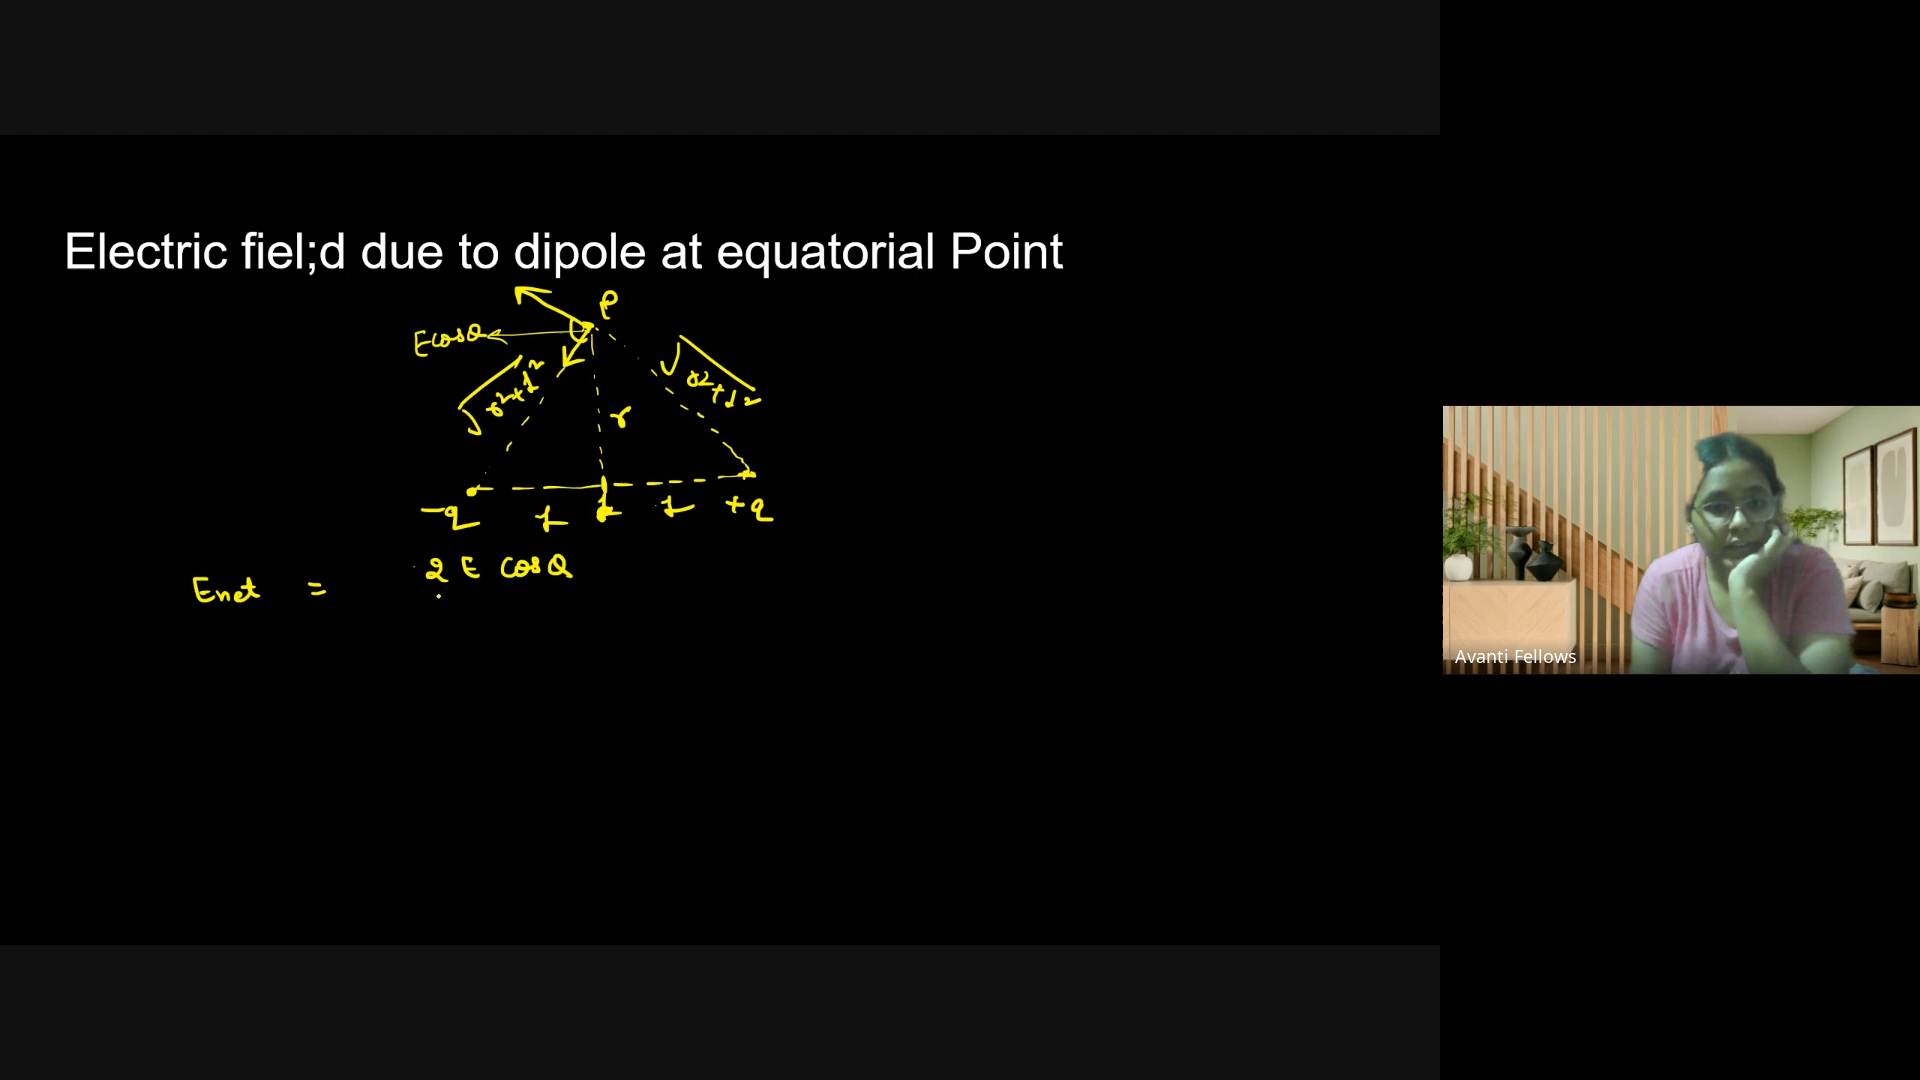 Electric fiel;d due to dipole at equatorial Point
P
Ecosθ
√r²+l²
√r²+l²
r
-q l l +q
Enet = 2 E cosθ
Avanti Fellows